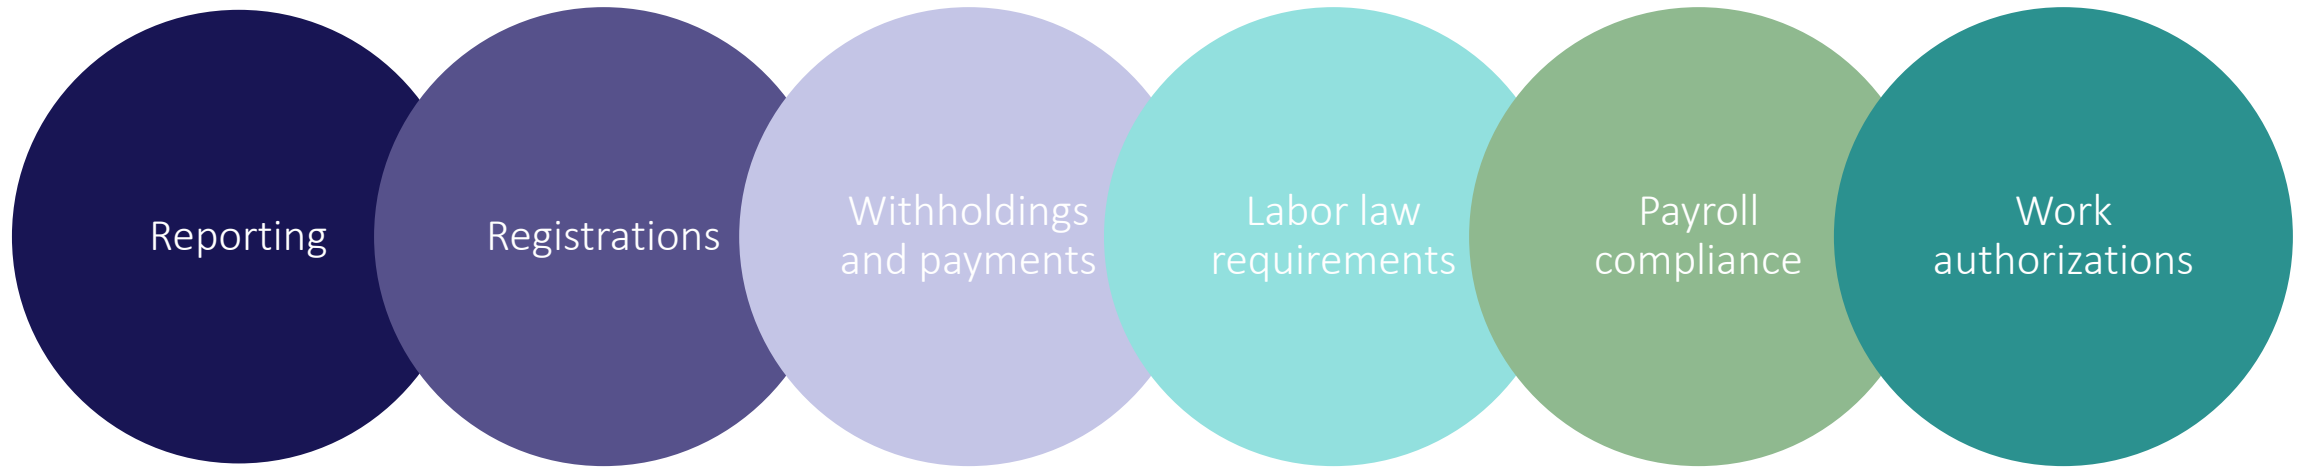 Reporting
Registrations
Withholdings
and payments
Labor law
requirements
Payroll
compliance
Work
authorizations